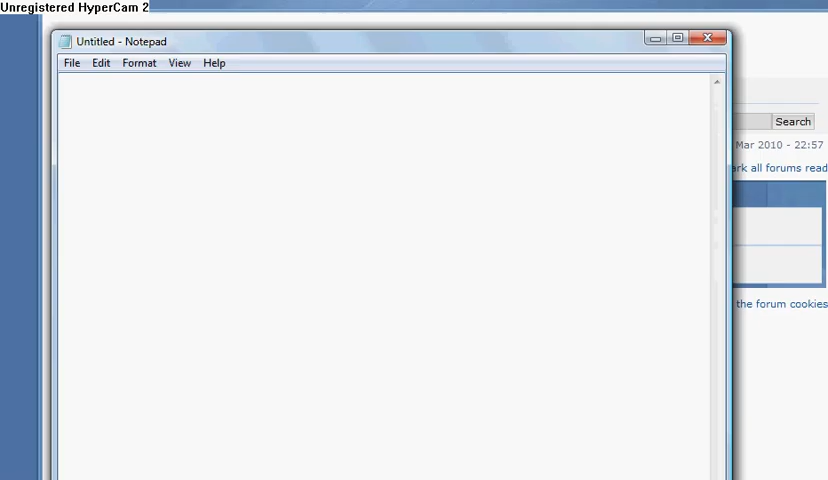 Unregistered HyperCam 2
Untitled - Notepad
File Edit Format View Help
Search
Mar 2010 - 22:57
ark all forums read
the forum cookies